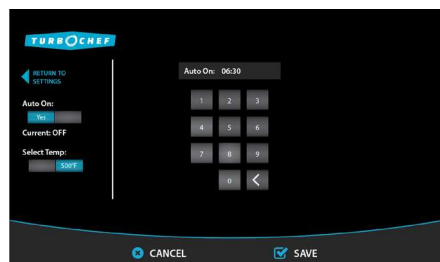 TURBOCHEF
RETURN TO
SETTINGS
Auto On: 06:30
Auto On:
Yes
Current: OFF
Select Temp:
500°F
1 2 3
4 5 6
7 8 9
0 <
CANCEL SAVE